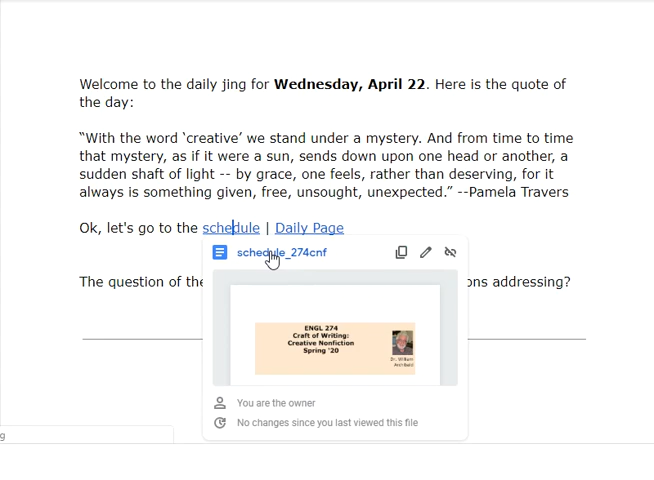 Welcome to the daily jing for Wednesday, April 22. Here is the quote of
the day:
“With the word ‘creative’ we stand under a mystery. And from time to time
that mystery, as if it were a sun, sends down upon one head or another, a
sudden shaft of light -- by grace, one feels, rather than deserving, for it
always is something given, free, unsought, unexpected.” --Pamela Travers
Ok, let's go to the schedule | Daily Page
schedule_274cnf
The question of the
ons addressing?
ENGL 274
Craft of Writing:
Creative Nonfiction
Spring '20
Dr. William
Archibald
You are the owner
No changes since you last viewed this file
g